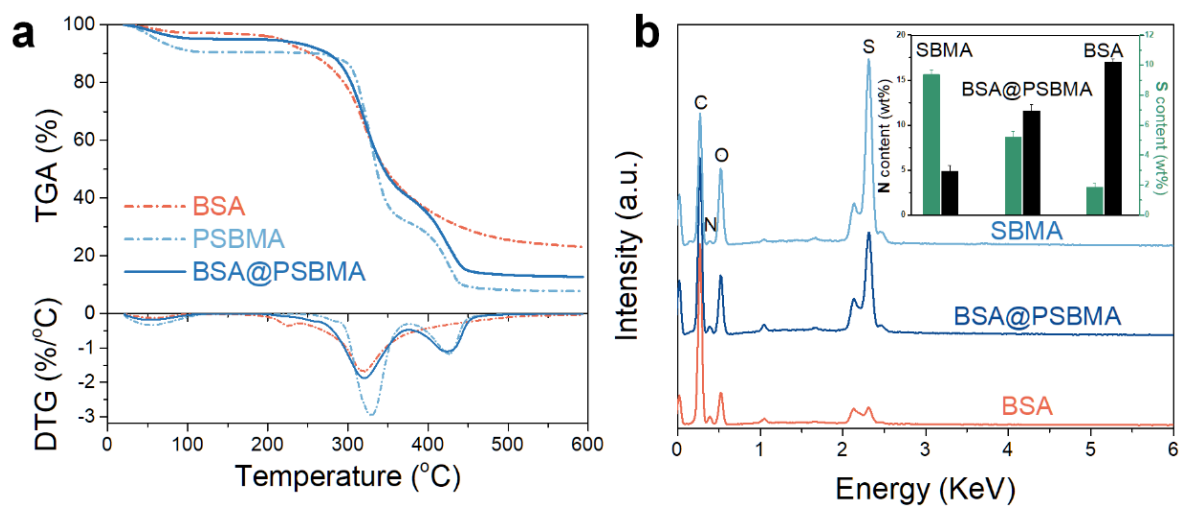 a
TGA (%)
100
80
60
40
20
0
BSA
PSBMA
BSA@PSBMA
DTG (%/°C)
0
-1
-2
-3
0 100 200 300 400 500 600
Temperature (°C)
b
Intensity (a.u.)
C
N
O
S
SBMA
BSA@PSBMA
BSA
0 1 2 3 4 5 6
Energy (KeV)
N content (wt%)
20
15
10
5
0
SBMA
BSA@PSBMA
BSA
12
10
8
6
4
2
0
S content (wt%)